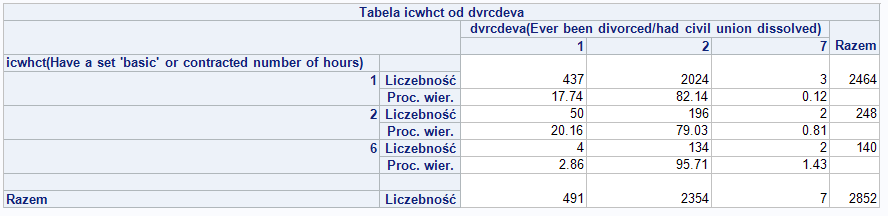 Tabela icwhct od dvrcdeva
dvrcdeva(Ever been divorced/had civil union dissolved)
1 2 7 Razem
icwhct(Have a set 'basic' or contracted number of hours)
1 Liczebność 437 2024 3 2464
Proc. wier. 17.74 82.14 0.12
2 Liczebność 50 196 2 248
Proc. wier. 20.16 79.03 0.81
6 Liczebność 4 134 2 140
Proc. wier. 2.86 95.71 1.43
Razem Liczebność 491 2354 7 2852